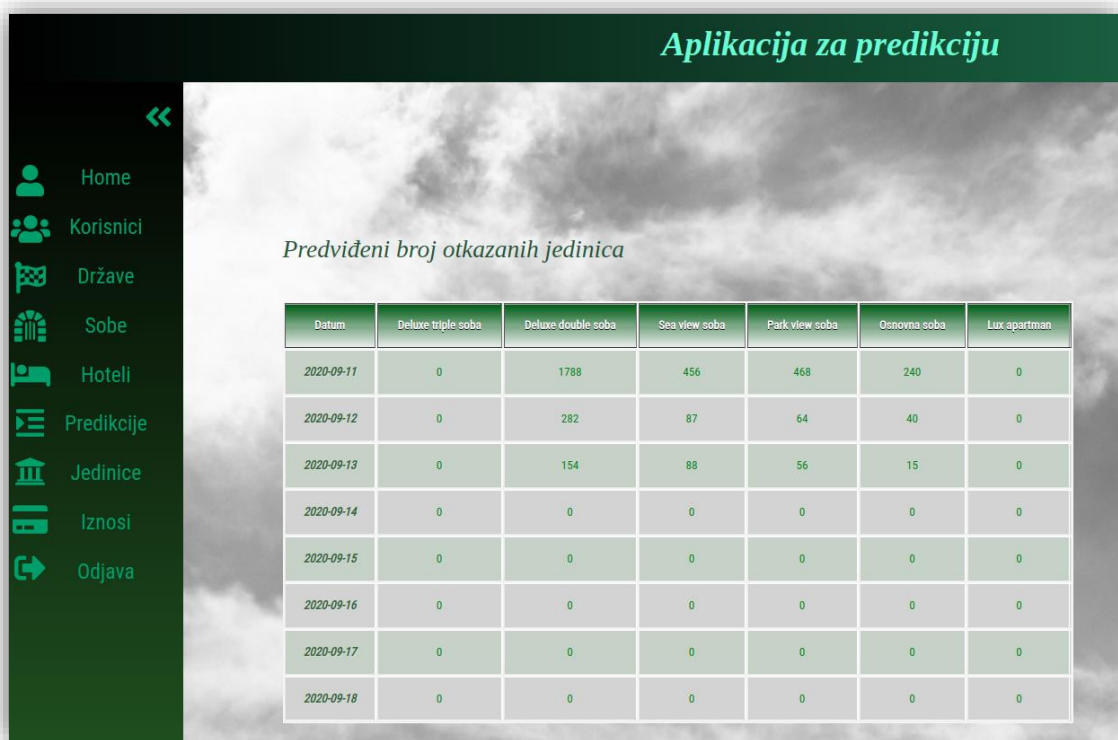 Aplikacija za predikciju
Home
Korisnici
Države
Sobe
Hoteli
Predikcije
Jedinice
Iznosi
Odjava
Predviđeni broj otkazanih jedinica
Datum Deluxe triple soba Deluxe double soba Sea view soba Park view soba Osnovna soba Lux apartman
2020-09-11 0 1788 456 468 240 0
2020-09-12 0 282 87 64 40 0
2020-09-13 0 154 88 56 15 0
2020-09-14 0 0 0 0 0 0
2020-09-15 0 0 0 0 0 0
2020-09-16 0 0 0 0 0 0
2020-09-17 0 0 0 0 0 0
2020-09-18 0 0 0 0 0 0